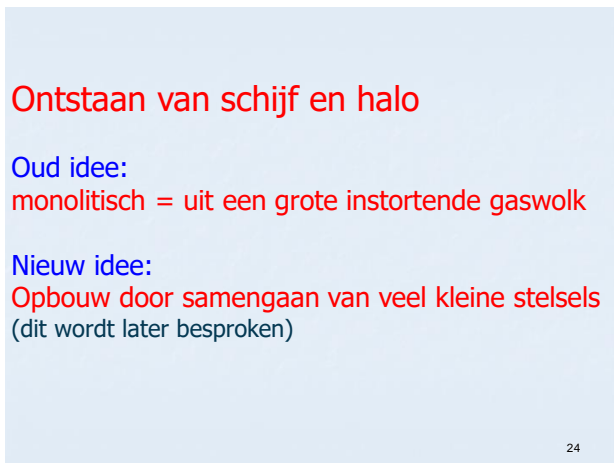 Ontstaan van schijf en halo
Oud idee:
monolitisch = uit een grote instortende gaswolk
Nieuw idee:
Opbouw door samengaan van veel kleine stelsels
(dit wordt later besproken)
24